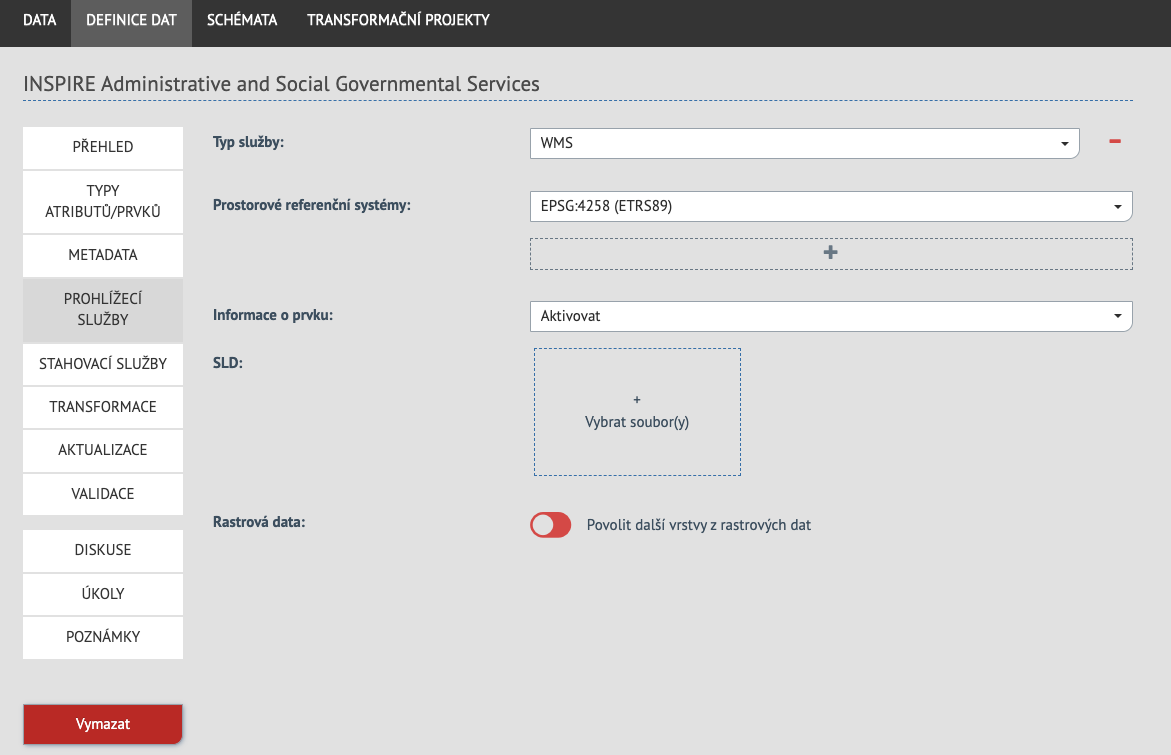 DATA
DEFINICE DAT
SCHÉMATA
TRANSFORMAČNÍ PROJEKTY
INSPIRE Administrative and Social Governmental Services
PŘEHLED
TYPY
ATRIBUTŮ/PRVKŮ
METADATA
PROHLÍŽECÍ
SLUŽBY
STAHOVACÍ SLUŽBY
TRANSFORMACE
AKTUALIZACE
VALIDACE
DISKUSE
ÚKOLY
POZNÁMKY
Vymazat
Typ služby:
WMS
Prostorové referenční systémy:
EPSG:4258 (ETRS89)
Informace o prvku:
Aktivovat
SLD:
+
Vybrat soubor(y)
Rastrová data:
Povolit další vrstvy z rastrových dat